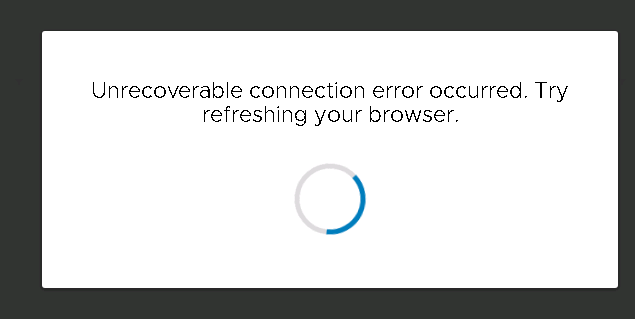 Unrecoverable connection error occurred. Try
refreshing your browser.